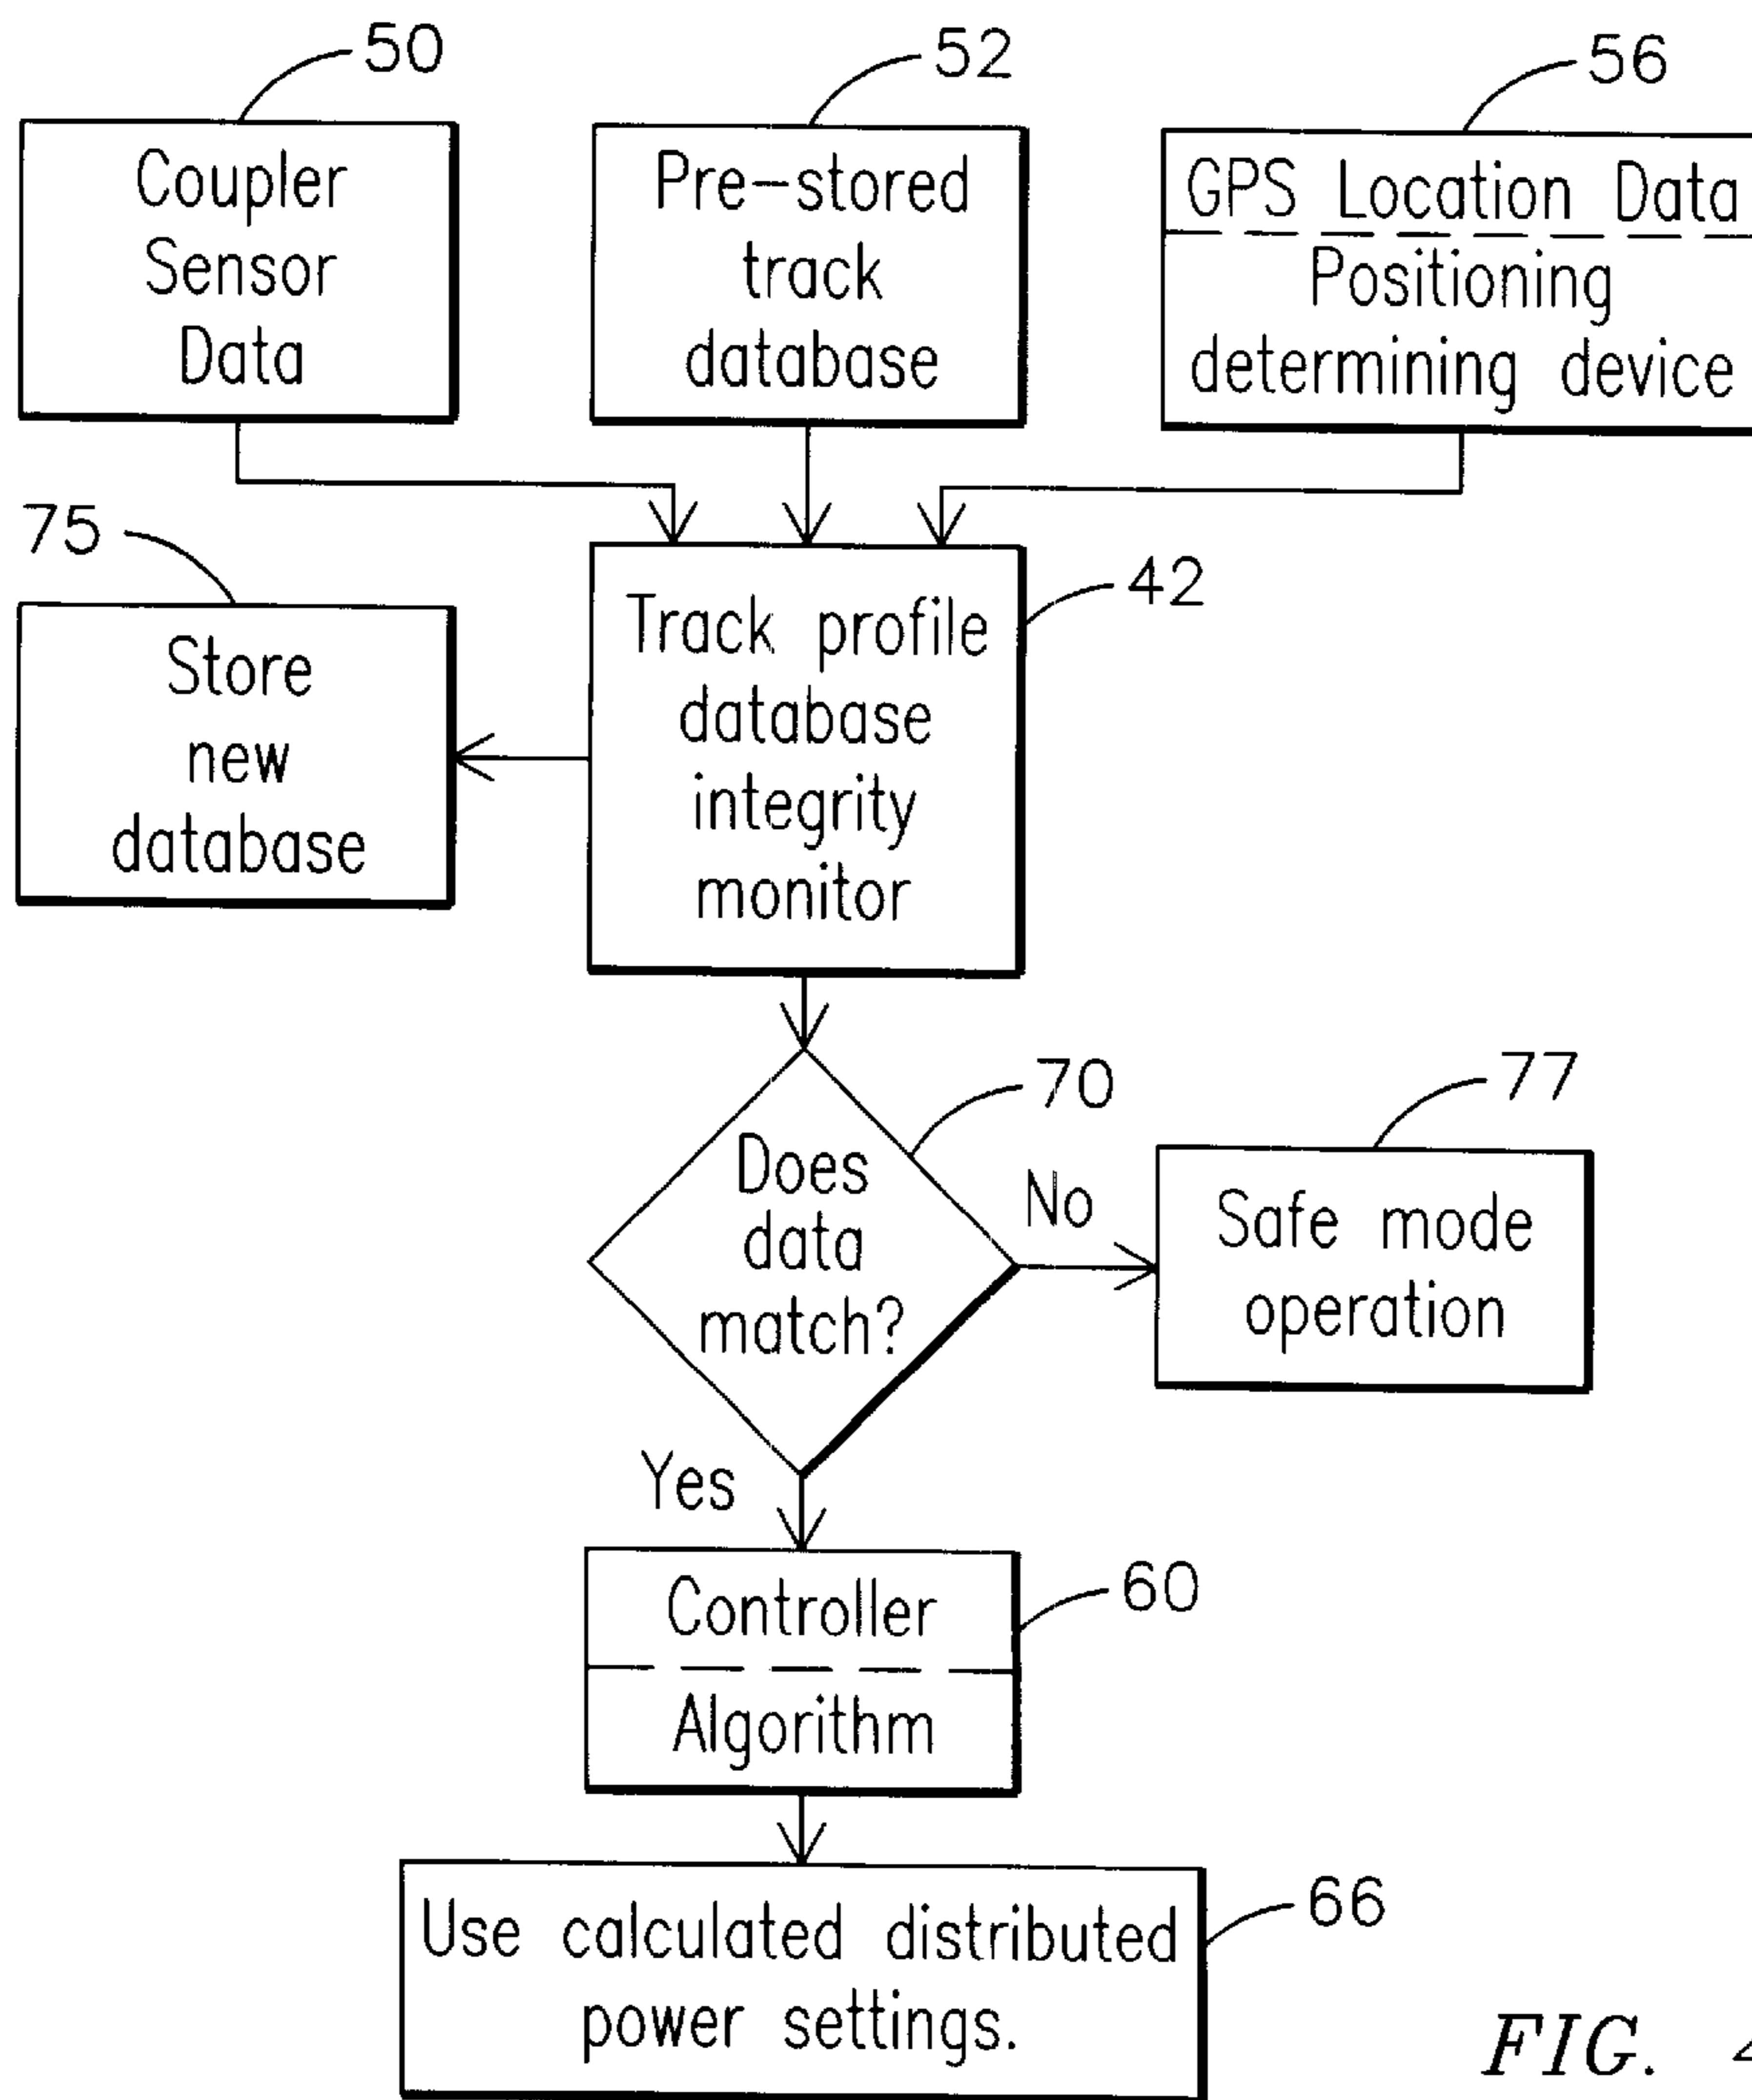 50
52
56
Coupler
Sensor
Data
Pre-stored
track
database
GPS Location Data
Positioning
determining device
75
42
Store
new
database
Track profile
database
integrity
monitor
70
77
Does
data
match?
No
Safe mode
operation
Yes
60
Controller
Algorithm
66
Use calculated distributed
power settings.
FIG.